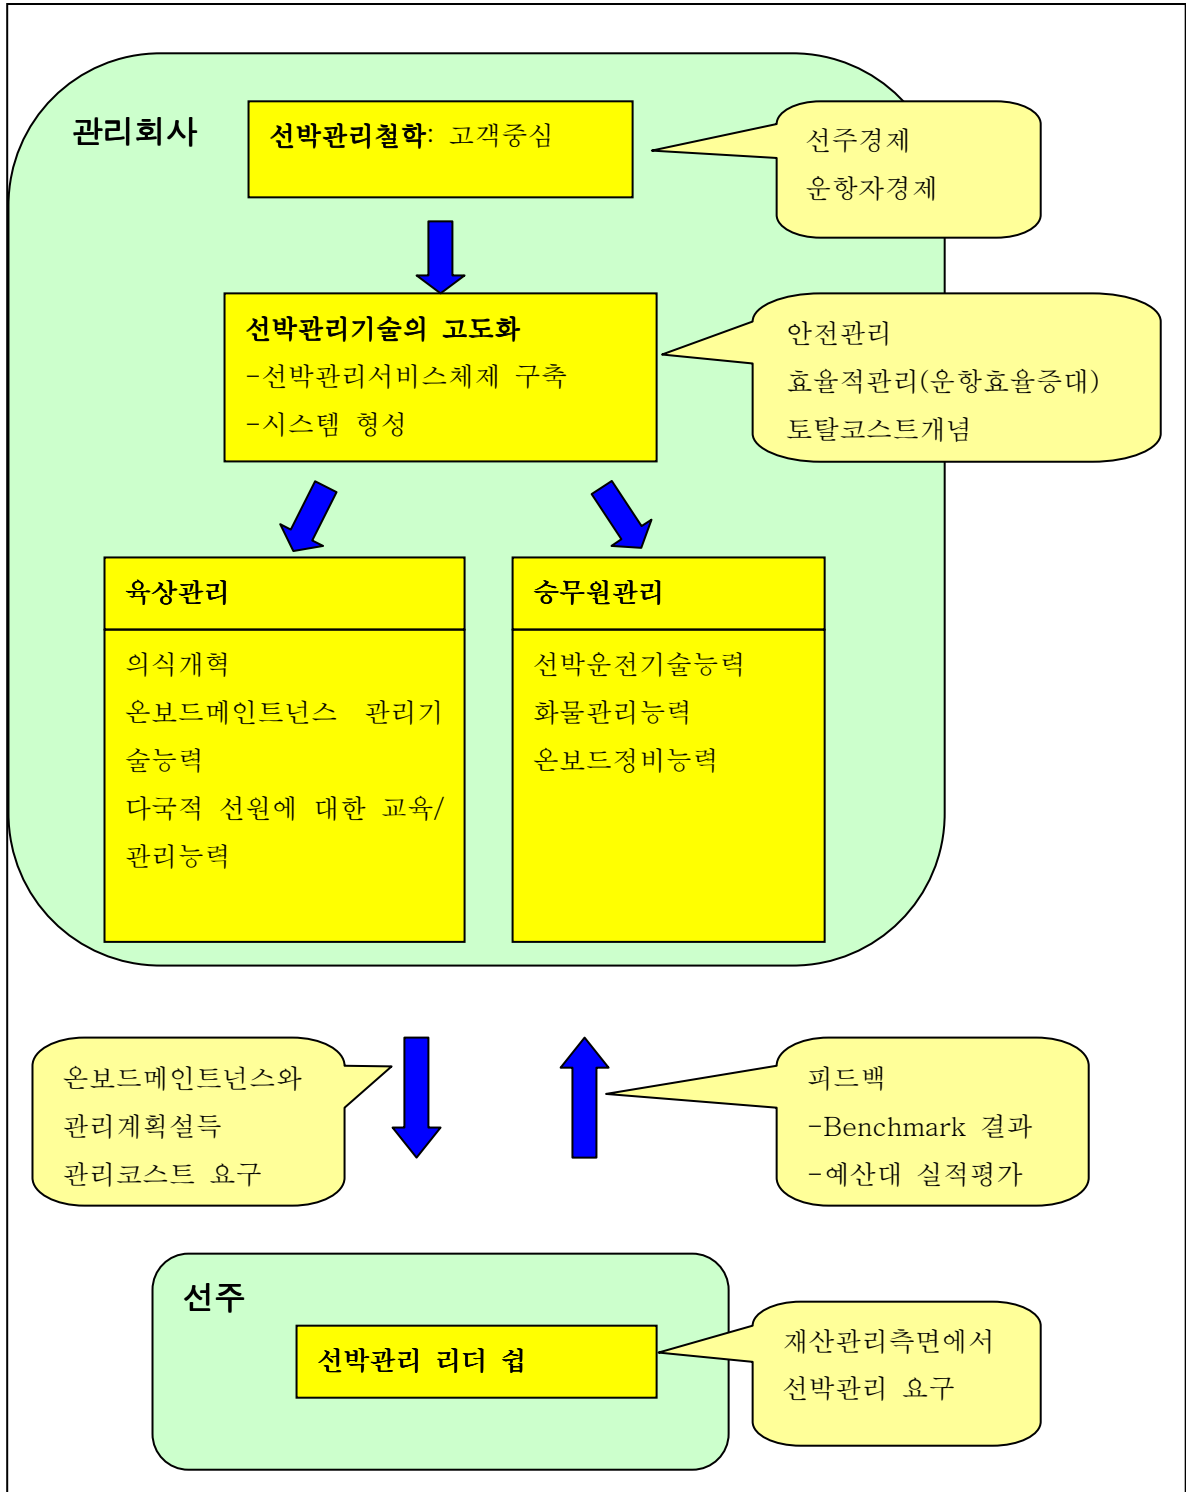 관리회사
선박관리철학: 고객중심
선주경제
운항자경제
선박관리기술의 고도화
-선박관리서비스체제 구축
-시스템 형성
안전관리
효율적관리(운항효율증대)
토탈코스트개념
육상관리
의식개혁
온보드메인트넌스 관리기
술능력
다국적 선원에 대한 교육/
관리능력
승무원관리
선박운전기술능력
화물관리능력
온보드정비능력
온보드메인트넌스와
관리계획설득
관리코스트 요구
피드백
-Benchmark 결과
-예산대 실적평가
선주
선박관리 리더 쉽
재산관리측면에서
선박관리 요구